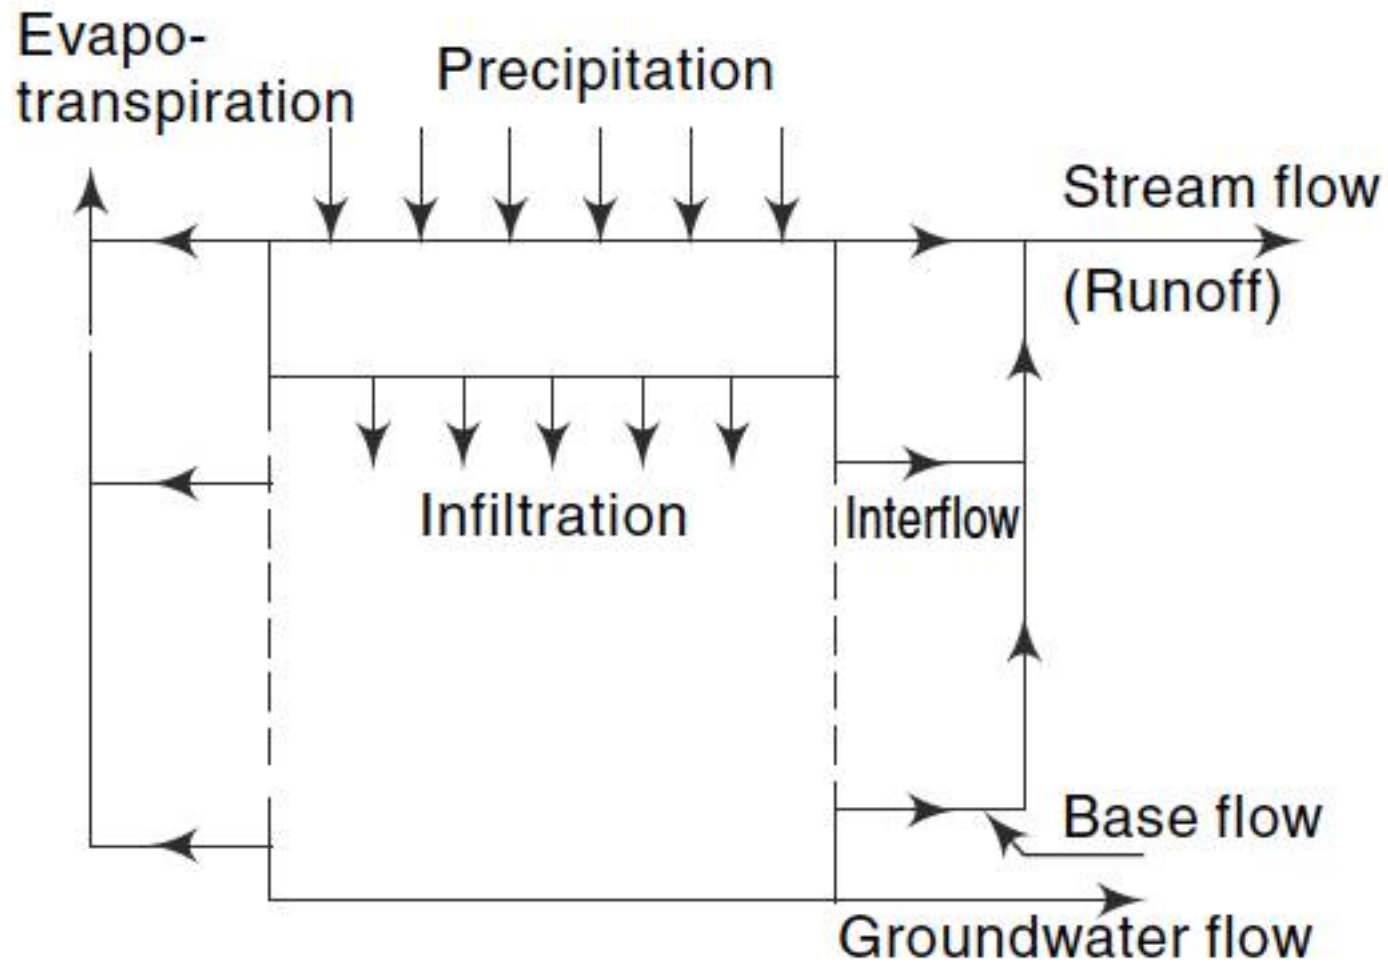 Evapo-
transpiration
Precipitation
Stream flow
(Runoff)
Infiltration
Interflow
Base flow
Groundwater flow